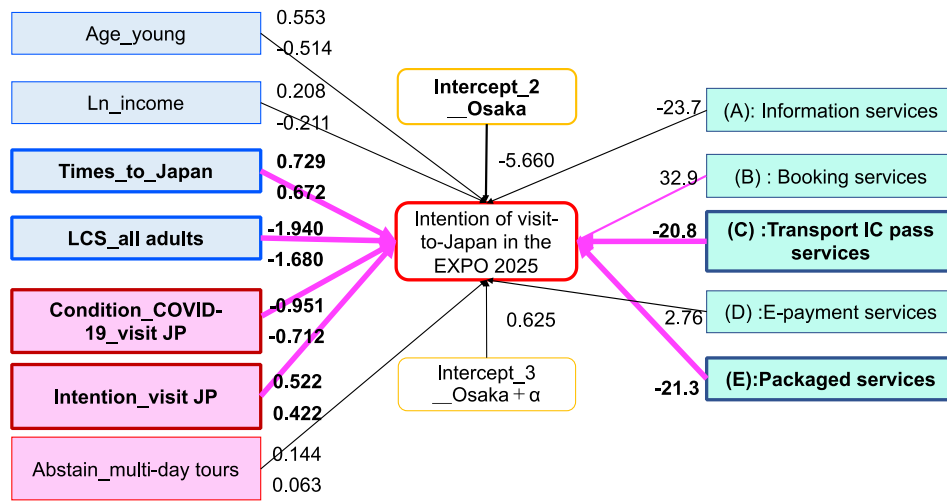 Age_young
0.553
-0.514
Ln_income
0.208
-0.211
Times_to_Japan
0.729
0.672
LCS_all adults
-1.940
-1.680
Condition_COVID-
19_visit JP
-0.951
-0.712
Intention_visit JP
0.522
0.422
Abstain_multi-day tours
0.144
0.063
Intercept_2
__Osaka
-5.660
Intention of visit-
to-Japan in the
EXPO 2025
0.625
Intercept_3
__Osaka+α
-23.7
(A): Information services
32.9
(B) : Booking services
-20.8
(C) :Transport IC pass
services
2.76
(D) :E-payment services
-21.3
(E):Packaged services